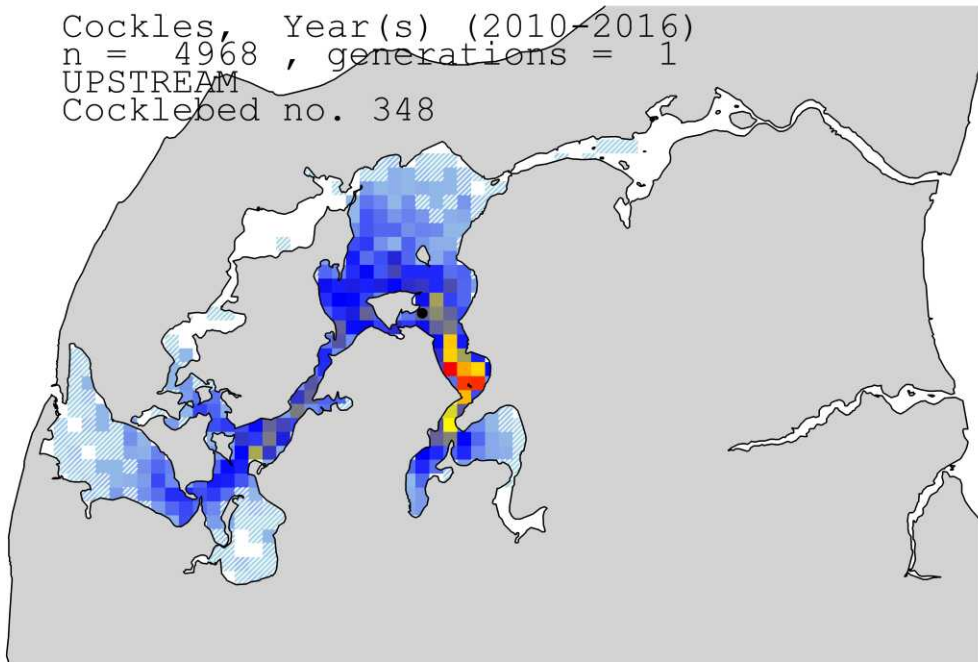 Cockles, Year(s) (2010-2016)
n = 4968 , generations = 1
UPSTREAM
Cocklebed no. 348